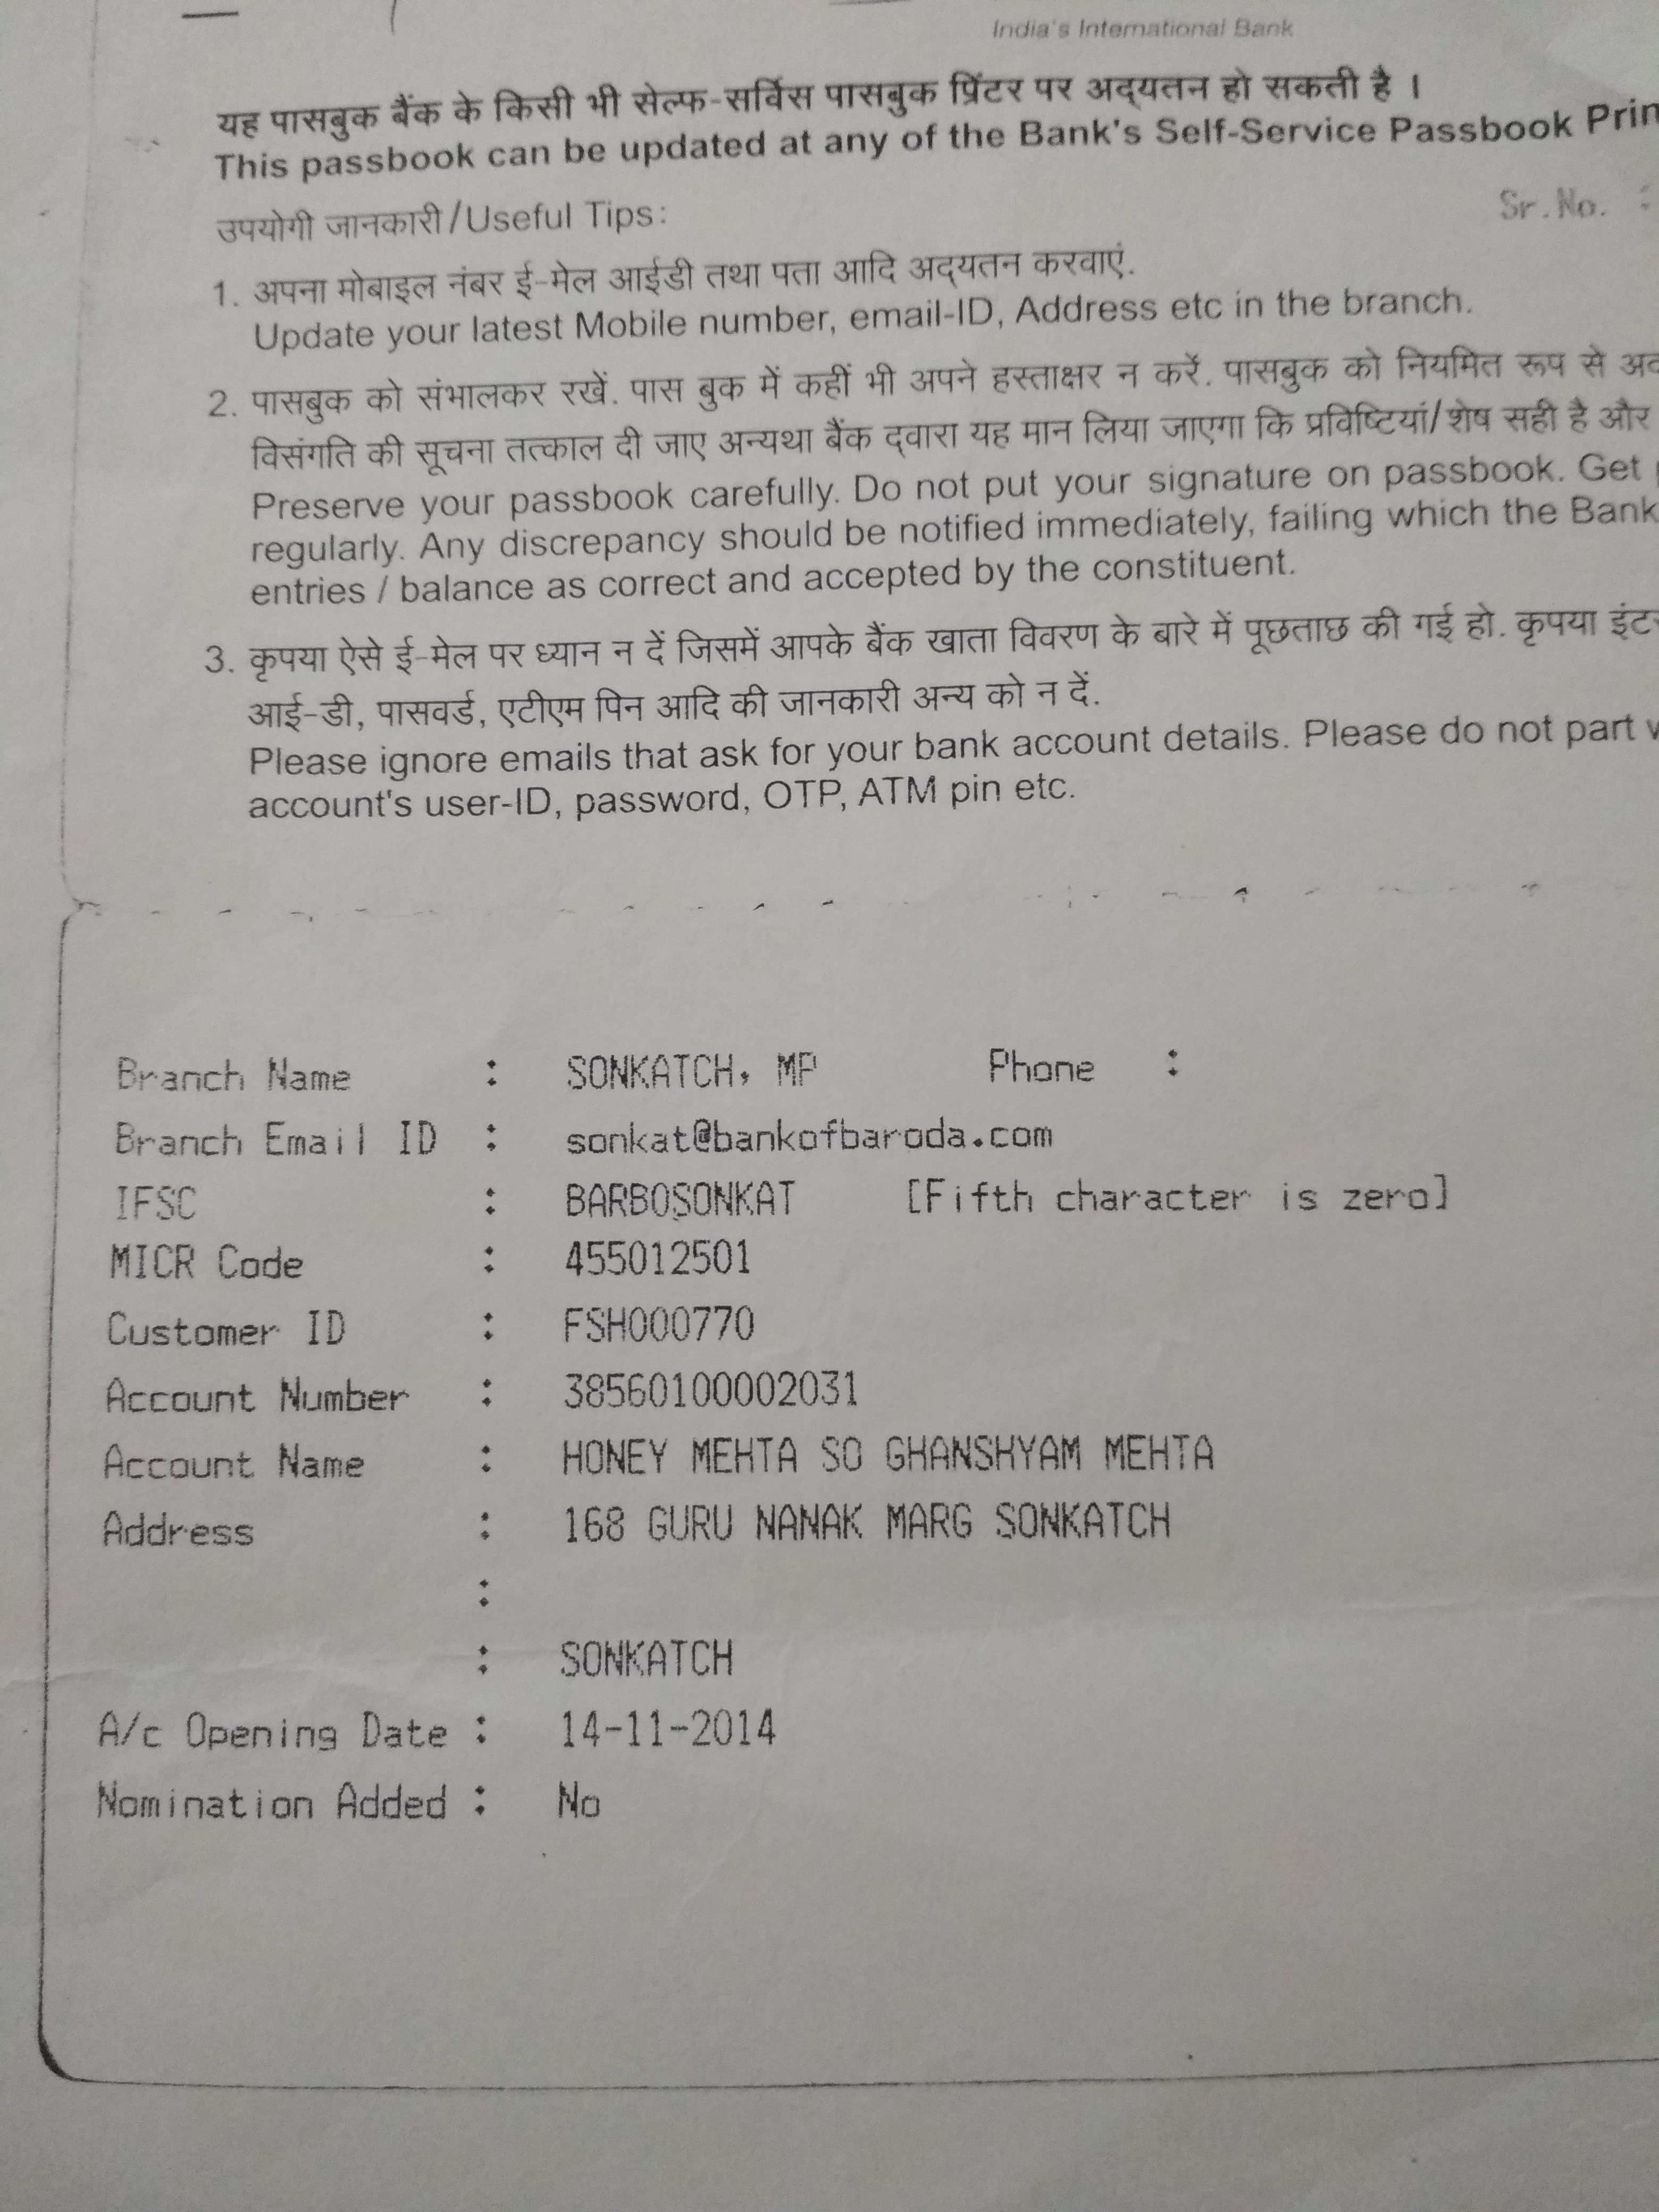 India's International Bank
यह पासबुक बैंक के किसी भी सेल्फ-सर्विस पासबुक प्रिंटर पर अद्यतन हो सकती है ।
This passbook can be updated at any of the Bank's Self-Service Passbook Prin
उपयोगी जानकारी/Useful Tips:
Sr.No. :
1. अपना मोबाइल नंबर ई-मेल आईडी तथा पता आदि अद्यतन करवाएं.
Update your latest Mobile number, email-ID, Address etc in the branch.
2. पासबुक को संभालकर रखें. पास बुक में कहीं भी अपने हस्ताक्षर न करें. पासबुक को नियमित रूप से
विसंगति की सूचना तत्काल दी जाए अन्यथा बैंक द्वारा यह मान लिया जाएगा कि प्रविष्टियां/शेष सही है और
Preserve your passbook carefully. Do not put your signature on passbook. Get
regularly. Any discrepancy should be notified immediately, failing which the Bank
entries / balance as correct and accepted by the constituent.
3. कृपया ऐसे ई-मेल पर ध्यान न दें जिसमें आपके बैंक खाता विवरण के बारे में पूछताछ की गई हो. कृपया
आई-डी, पासवर्ड, एटीएम पिन आदि की जानकारी अन्य को न दें.
Please ignore emails that ask for your bank account details. Please do not part
account's user-ID, password, OTP, ATM pin etc.
Branch Name : SONKATCH, MP Phone :
Branch Email ID : sonkat@bankofbaroda.com
IFSC : BARB0SONKAT [Fifth character is zero]
MICR Code : 455012501
Customer ID : FSH000770
Account Number : 38560100002031
Account Name : HONEY MEHTA SO GHANSHYAM MEHTA
Address : 168 GURU NANAK MARG SONKATCH
:
: SONKATCH
A/c Opening Date : 14-11-2014
Nomination Added : No